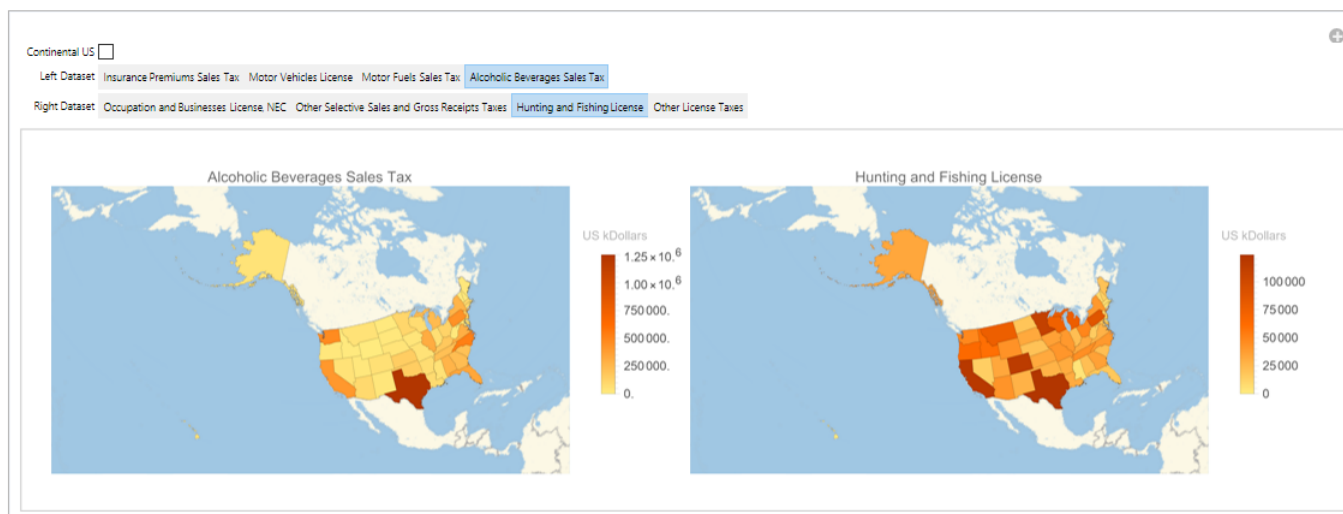 Continental US
Left Dataset Insurance Premiums Sales Tax Motor Vehicles License Motor Fuels Sales Tax Alcoholic Beverages Sales Tax
Right Dataset Occupation and Businesses License, NEC Other Selective Sales and Gross Receipts Taxes Hunting and Fishing License Other License Taxes
Alcoholic Beverages Sales Tax
US kDollars
1.25 × 10.⁶
1.00 × 10.⁶
750000.
500000.
250000.
0.
Hunting and Fishing License
US kDollars
100000
75000
50000
25000
0